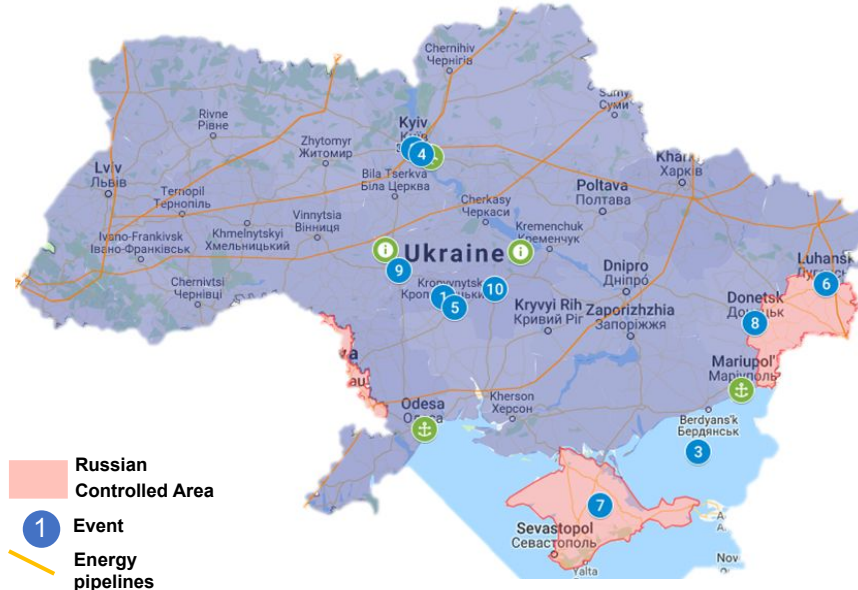 Chernihiv
Чернігів
Sumy
Суми
Rivne
Рівне
Kyiv
Zhytomyr
Житомир
4
Lviv
Львів
Bila Tserkva
Біла Церква
Kharkiv
Харків
Ternopil
Тернопіль
Cherkasy
Черкаси
Poltava
Полтава
Khmelnytskyi
Хмельницький
Vinnytsia
Вінниця
Kremenchuk
Кременчук
Ivano-Frankivsk
Івано-Франківськ
Ukraine
i
i
9
Luhansk
6
Chernivtsi
Чернівці
1
10
5
Dnipro
Дніпро
Kryvyi Rih
Кривий Ріг
Zaporizhzhia
Запоріжжя
Donetsk
8
Mariupol'
Маріуполь
Odesa
Kherson
Херсон
Berdyans'k
Бердянськ
3
7
Sevastopol
Севастополь
Yalta
Nov
Russian
Controlled Area
1 Event
Energy
pipelines